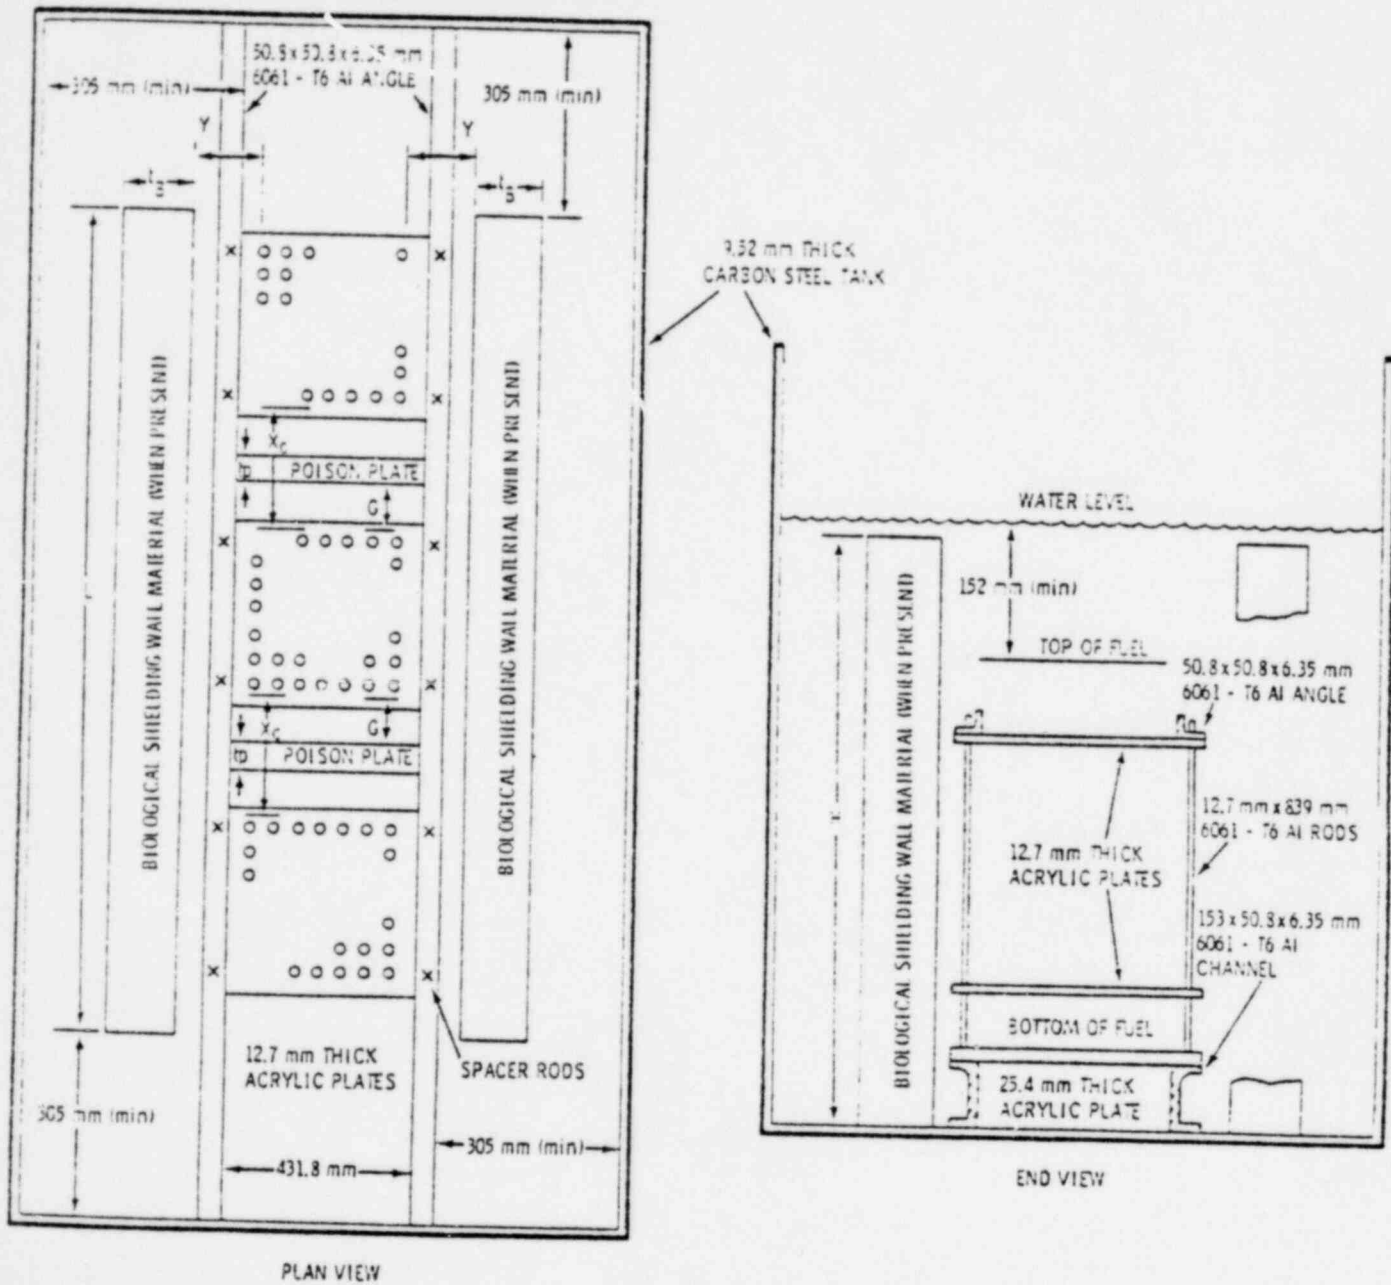 50.8 x 50.8 x 6.35 mm
6061 - T6 Al ANGLE
305 mm (min)
305 mm (min)
Y
Y
t_B
t_B
BIOLOGICAL SHIELDING WALL MATERIAL (WHEN PRESENT)
BIOLOGICAL SHIELDING WALL MATERIAL (WHEN PRESENT)
X_C
POISON PLATE
G
X_C
G
POISON PLATE
12.7 mm THICK
ACRYLIC PLATES
SPACER RODS
305 mm (min)
431.8 mm
305 mm (min)
PLAN VIEW
mm THICK
CARBON STEEL TANK
WATER LEVEL
152 mm (min)
TOP OF FUEL
50.8 x 50.8 x 6.35 mm
6061 - T6 Al ANGLE
BIOLOGICAL SHIELDING WALL MATERIAL (WHEN PRESENT)
12.7 mm x 839 mm
6061 - T6 Al RODS
12.7 mm THICK
ACRYLIC PLATES
153 x 50.8 x 6.35 mm
6061 - T6 Al
CHANNEL
BOTTOM OF FUEL
25.4 mm THICK
ACRYLIC PLATE
END VIEW